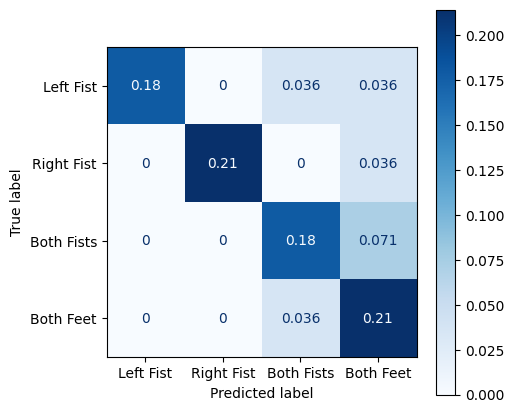 Left Fist 0.18 0 0.036 0.036
Right Fist 0 0.21 0 0.036
Both Fists 0 0 0.18 0.071
Both Feet 0 0 0.036 0.21
Left Fist Right Fist Both Fists Both Feet
Predicted label
True label
0.200
0.175
0.150
0.125
0.100
0.075
0.050
0.025
0.000